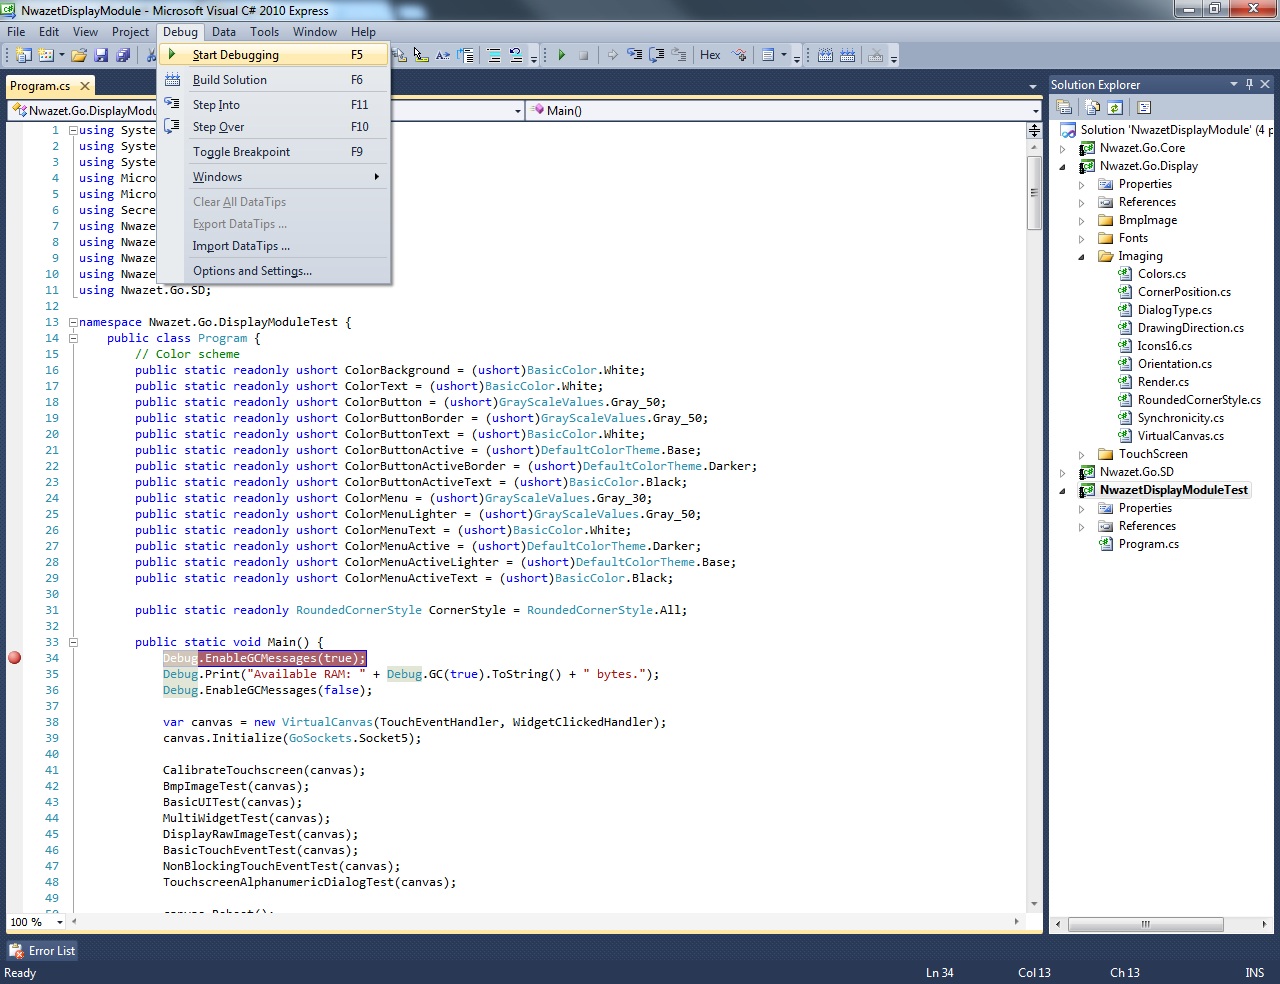 NwazetDisplayModule - Microsoft Visual C# 2010 Express
File Edit View Project Debug Data Tools Window Help
Hex
Start Debugging F5
Build Solution F6
Step Into F11
Step Over F10
Toggle Breakpoint F9
Windows
Clear All DataTips
Export DataTips ...
Import DataTips ...
Options and Settings...
Program.cs
Nwazet.Go.DisplayModu
Main()
1 using Syste
2 using Syste
3 using Syste
4 using Micro
5 using Micro
6 using Secre
7 using Nwaze
8 using Nwaze
9 using Nwaze
10 using Nwaze
11 using Nwazet.Go.SD;
12
13 namespace Nwazet.Go.DisplayModuleTest {
14 public class Program {
15 // Color scheme
16 public static readonly ushort ColorBackground = (ushort)BasicColor.White;
17 public static readonly ushort ColorText = (ushort)BasicColor.White;
18 public static readonly ushort ColorButton = (ushort)GrayScaleValues.Gray_50;
19 public static readonly ushort ColorButtonBorder = (ushort)GrayScaleValues.Gray_50;
20 public static readonly ushort ColorButtonText = (ushort)BasicColor.White;
21 public static readonly ushort ColorButtonActive = (ushort)DefaultColorTheme.Base;
22 public static readonly ushort ColorButtonActiveBorder = (ushort)DefaultColorTheme.Darker;
23 public static readonly ushort ColorButtonActiveText = (ushort)BasicColor.Black;
24 public static readonly ushort ColorMenu = (ushort)GrayScaleValues.Gray_30;
25 public static readonly ushort ColorMenuLighter = (ushort)GrayScaleValues.Gray_50;
26 public static readonly ushort ColorMenuText = (ushort)BasicColor.White;
27 public static readonly ushort ColorMenuActive = (ushort)DefaultColorTheme.Darker;
28 public static readonly ushort ColorMenuActiveLighter = (ushort)DefaultColorTheme.Base;
29 public static readonly ushort ColorMenuActiveText = (ushort)BasicColor.Black;
30
31 public static readonly RoundedCornerStyle CornerStyle = RoundedCornerStyle.All;
32
33 public static void Main() {
34 Debug.EnableGCMessages(true);
35 Debug.Print("Available RAM: " + Debug.GC(true).ToString() + " bytes.");
36 Debug.EnableGCMessages(false);
37
38 var canvas = new VirtualCanvas(TouchEventHandler, WidgetClickedHandler);
39 canvas.Initialize(GoSockets.Socket5);
40
41 CalibrateTouchscreen(canvas);
42 BmpImageTest(canvas);
43 BasicUITest(canvas);
44 MultiWidgetTest(canvas);
45 DisplayRawImageTest(canvas);
46 BasicTouchEventTest(canvas);
47 NonBlockingTouchEventTest(canvas);
48 TouchscreenAlphanumericDialogTest(canvas);
49
50 canvas.Reboot();
100 %
Solution Explorer
Solution 'NwazetDisplayModule' (4 p
Nwazet.Go.Core
Nwazet.Go.Display
Properties
References
BmpImage
Fonts
Imaging
Colors.cs
CornerPosition.cs
DialogType.cs
DrawingDirection.cs
Icons16.cs
Orientation.cs
Render.cs
RoundedCornerStyle.cs
Synchronicity.cs
VirtualCanvas.cs
TouchScreen
Nwazet.Go.SD
NwazetDisplayModuleTest
Properties
References
Program.cs
Error List
Ready Ln 34 Col 13 Ch 13 INS